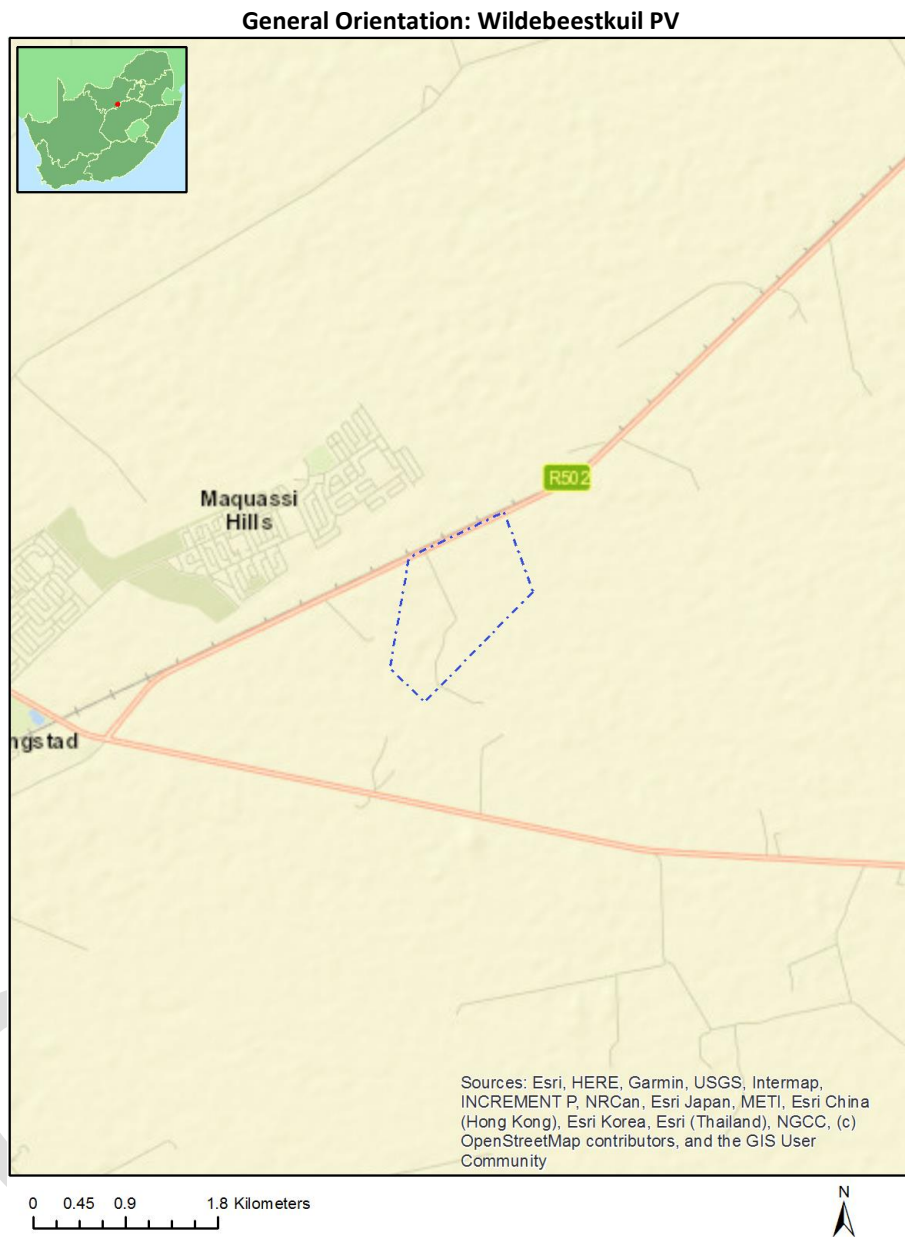 General Orientation: Wildebeestkuil PV
R502
Maquassi
Hills
ngstad
Sources: Esri, HERE, Garmin, USGS, Intermap,
INCREMENT P, NRCan, Esri Japan, METI, Esri China
(Hong Kong), Esri Korea, Esri (Thailand), NGCC, (c)
OpenStreetMap contributors, and the GIS User
Community
0 0.45 0.9 1.8 Kilometers
N